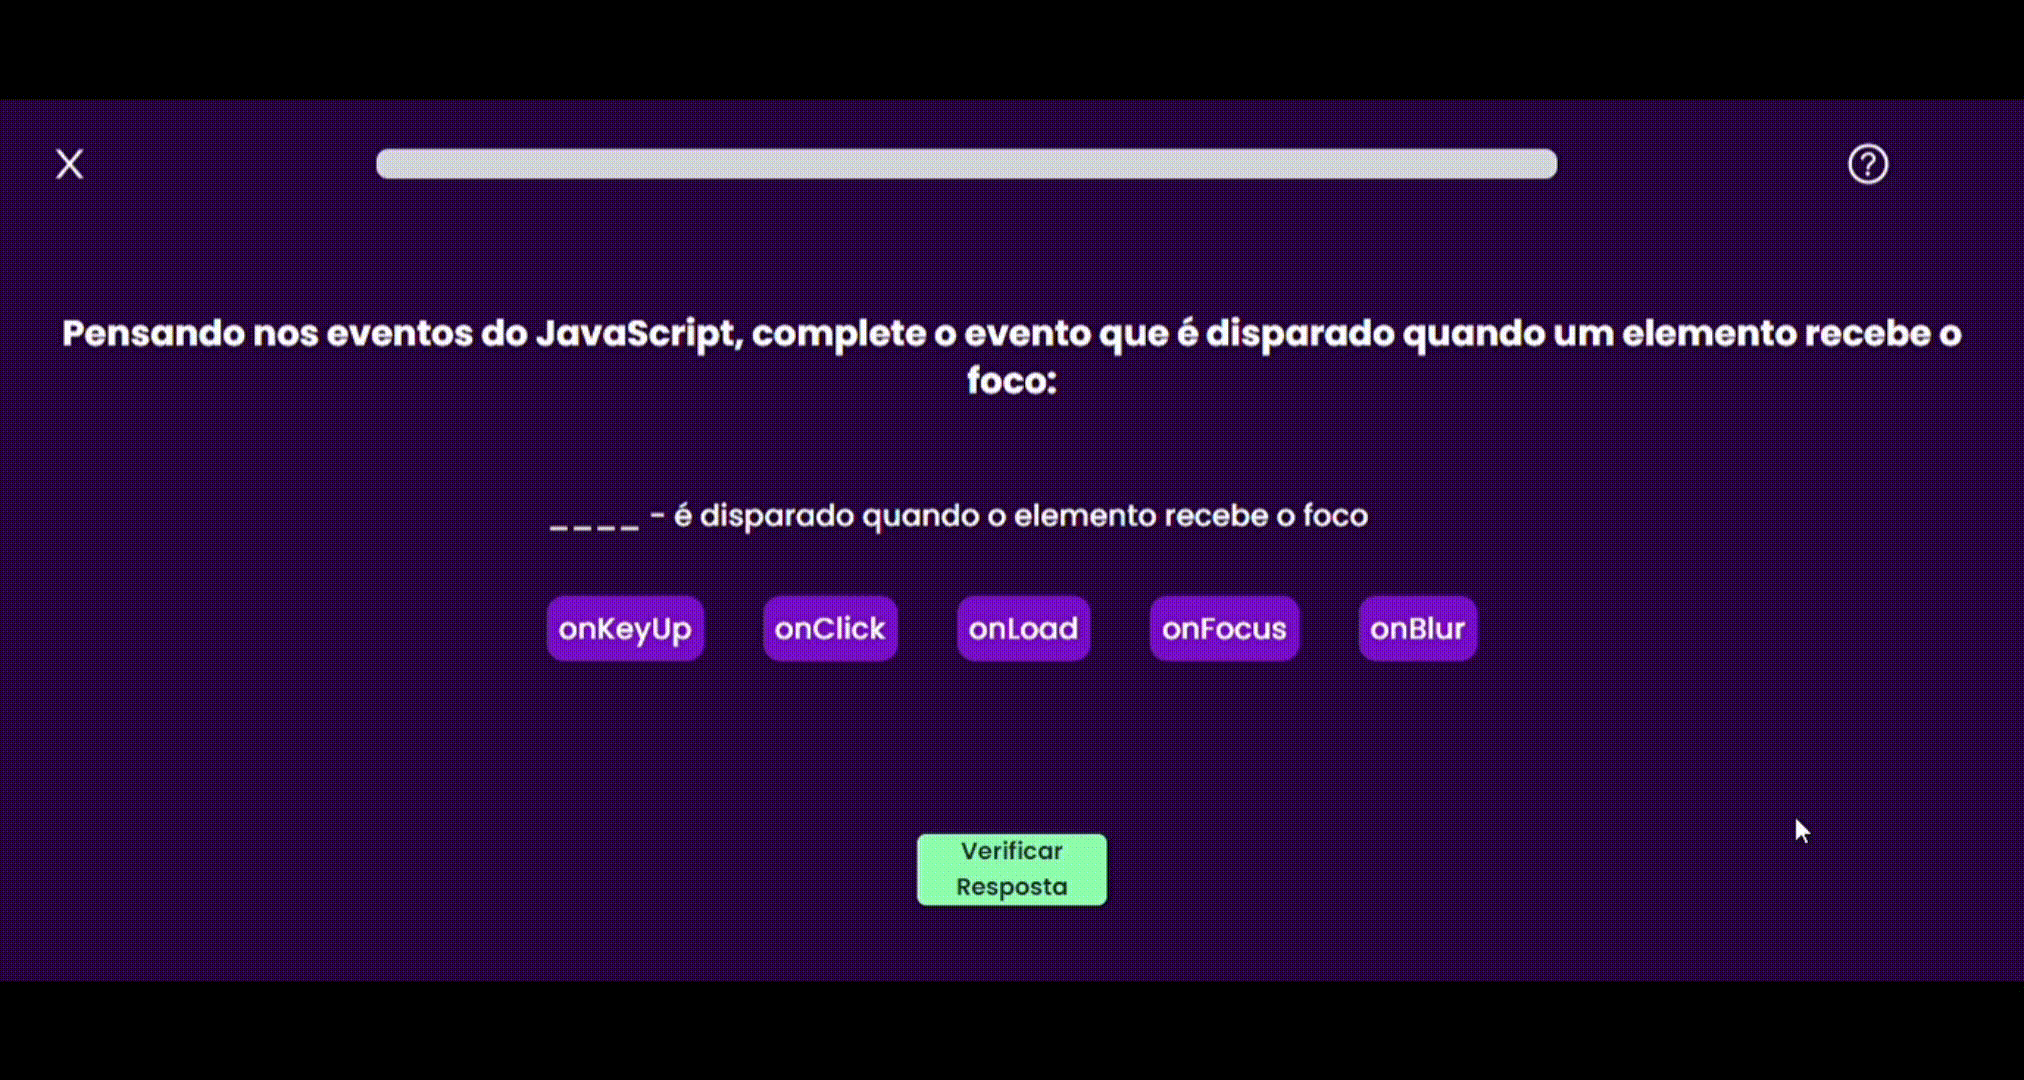 X
?
Pensando nos eventos do JavaScript, complete o evento que é disparado quando um elemento recebe o
foco:
____ - é disparado quando o elemento recebe o foco
onKeyUp onClick onLoad onFocus onBlur
Verificar
Resposta